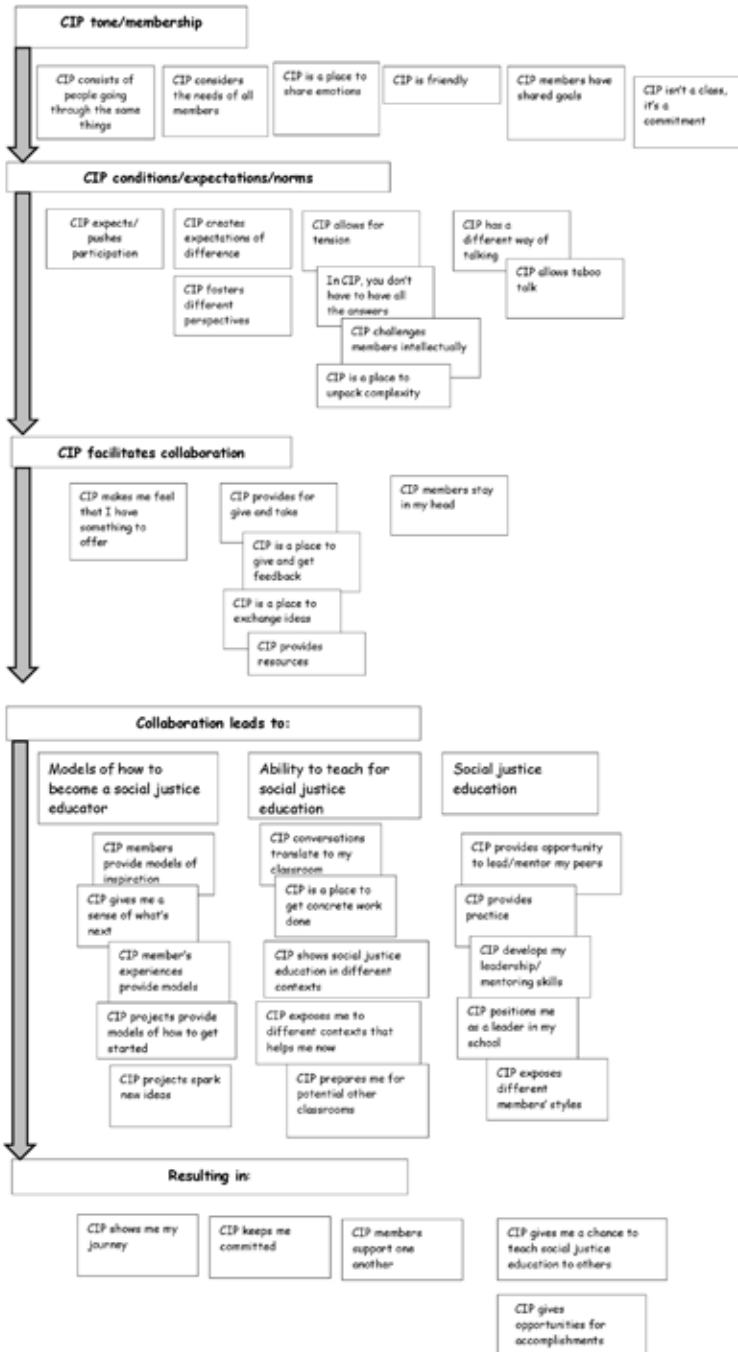 CIP tone/membership
CIP consists of
people going
through the same
things
CIP considers
the needs of all
members
CIP is a place to
share emotions
CIP is friendly
CIP members have
shared goals
CIP isn't a class,
it's a
commitment
CIP conditions/expectations/norms
CIP expects/
pushes
participation
CIP creates
expectations of
difference
CIP fosters
different
perspectives
CIP allows for
tension
In CIP, you don't
have to have all
the answers
CIP challenges
members intellectually
CIP is a place to
unpack complexity
CIP has a
different way of
talking
CIP allows taboo
talk
CIP facilitates collaboration
CIP makes me feel
that I have
something to
offer
CIP provides for
give and take
CIP is a place to
give and get
feedback
CIP is a place to
exchange ideas
CIP provides
resources
CIP members stay
in my head
Collaboration leads to:
Models of how to
become a social justice
educator
CIP members
provide models of
inspiration
CIP gives me a
sense of what's
next
CIP member's
experiences
provide models
CIP projects provide
models of how to get
started
CIP projects spark
new ideas
Ability to teach for
social justice
education
CIP conversations
translate to my
classroom
CIP is a place to
get concrete work
done
CIP shows social justice
education in different
contexts
CIP exposes me to
different contexts that
helps me now
CIP prepares me for
potential other
classrooms
Social justice
education
CIP provides opportunity
to lead/mentor my peers
CIP provides
practice
CIP develops my
leadership/
mentoring skills
CIP positions me
as a leader in my
school
CIP exposes
different
members' styles
Resulting in:
CIP shows me my
journey
CIP keeps me
committed
CIP members
support one
another
CIP gives me a chance to
teach social justice
education to others
CIP gives
opportunities for
accomplishments